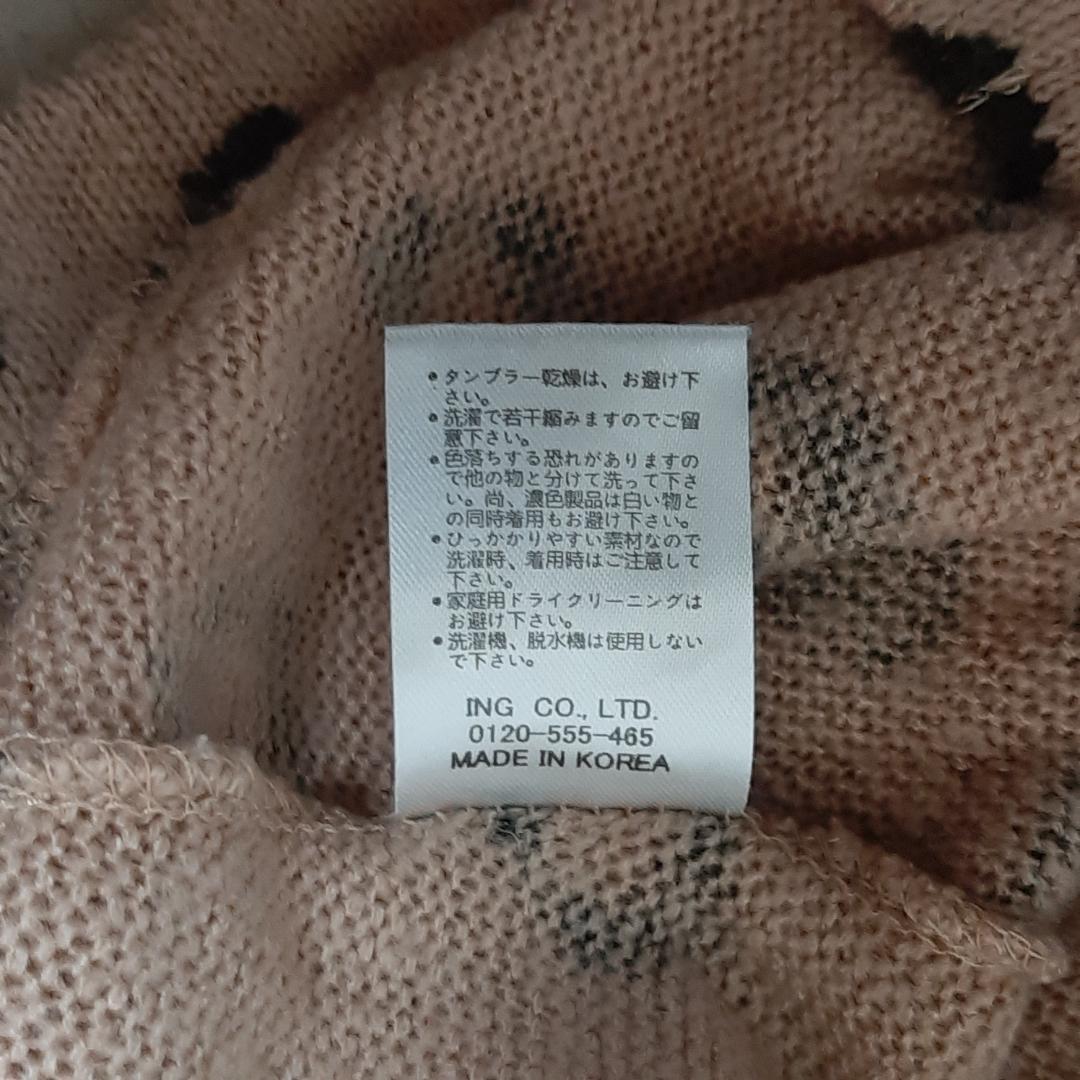 ●タンブラー乾燥は、お避け下
さい。
●洗濯で若干縮みますのでご留
意下さい。
●色落ちする恐れがありますの
で他の物と分けて洗って下さ
い。尚、濃色製品は白い物と
の同時着用もお避け下さい。
●ひっかかりやすい素材なので
洗濯時、着用時はご注意して
下さい。
●家庭用ドライクリーニングは
お避け下さい。
●洗濯機、脱水機は使用しない
で下さい。
ING CO., LTD.
0120-555-465
MADE IN KOREA